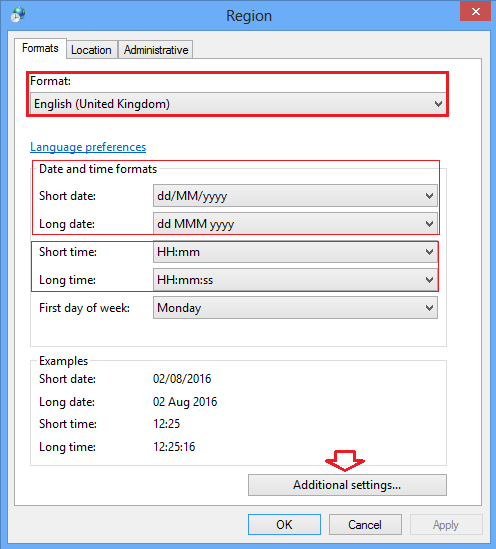 Region
Formats Location Administrative
Format:
English (United Kingdom)
Language preferences
Date and time formats
Short date: dd/MM/yyyy
Long date: dd MMM yyyy
Short time: HH:mm
Long time: HH:mm:ss
First day of week: Monday
Examples
Short date: 02/08/2016
Long date: 02 Aug 2016
Short time: 12:25
Long time: 12:25:16
Additional settings...
OK Cancel Apply